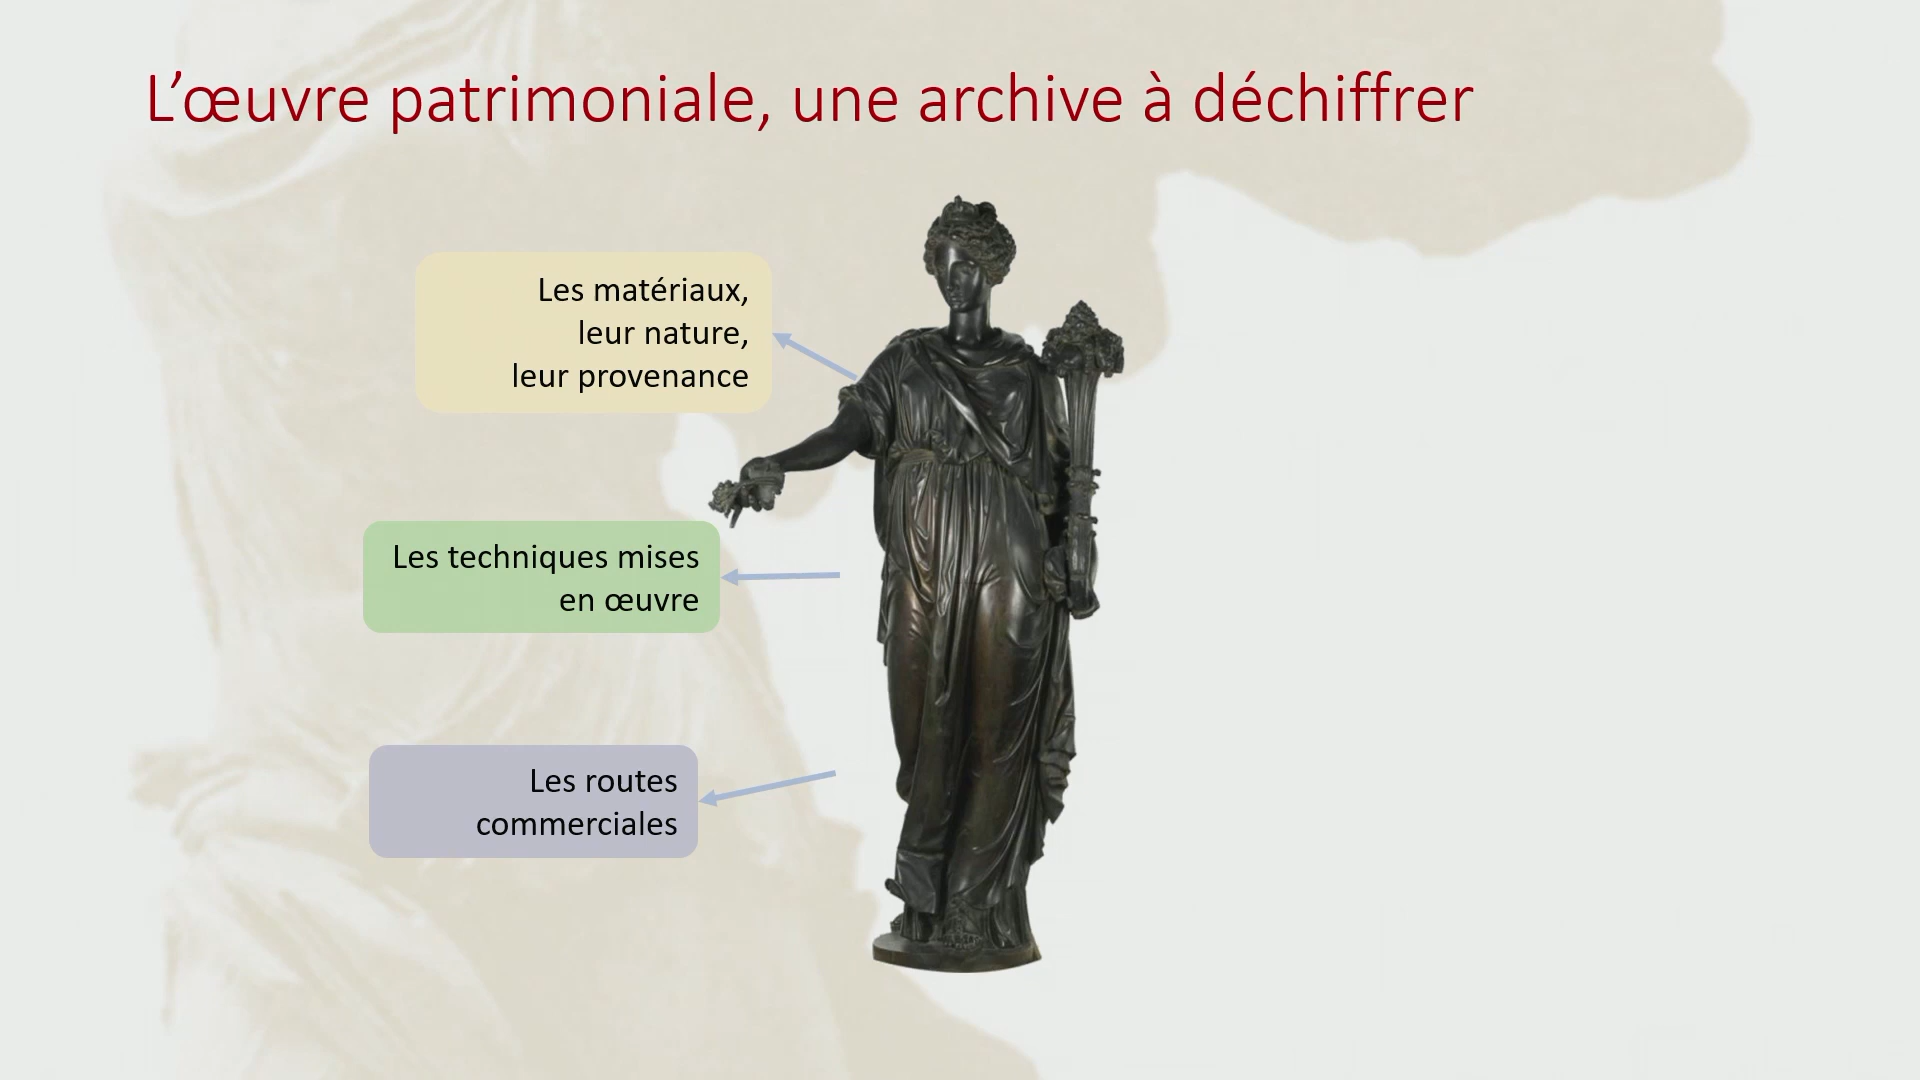 L’œuvre patrimoniale, une archive à déchiffrer
Les matériaux,
leur nature,
leur provenance
Les techniques mises
en œuvre
Les routes
commerciales